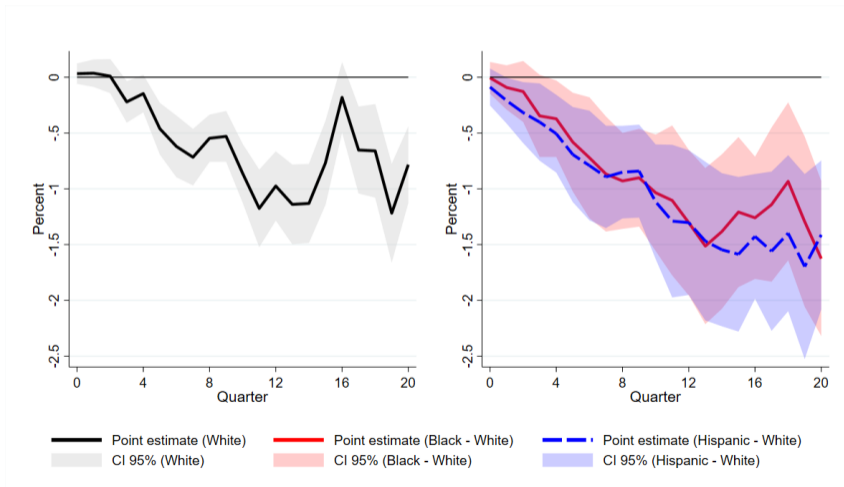 0
-.5
-1
-1.5
-2
-2.5
Percent
0 4 8 12 16 20
Quarter
0
-.5
-1
-1.5
-2
-2.5
Percent
0 4 8 12 16 20
Quarter
Point estimate (White) Point estimate (Black - White) Point estimate (Hispanic - White)
CI 95% (White) CI 95% (Black - White) CI 95% (Hispanic - White)